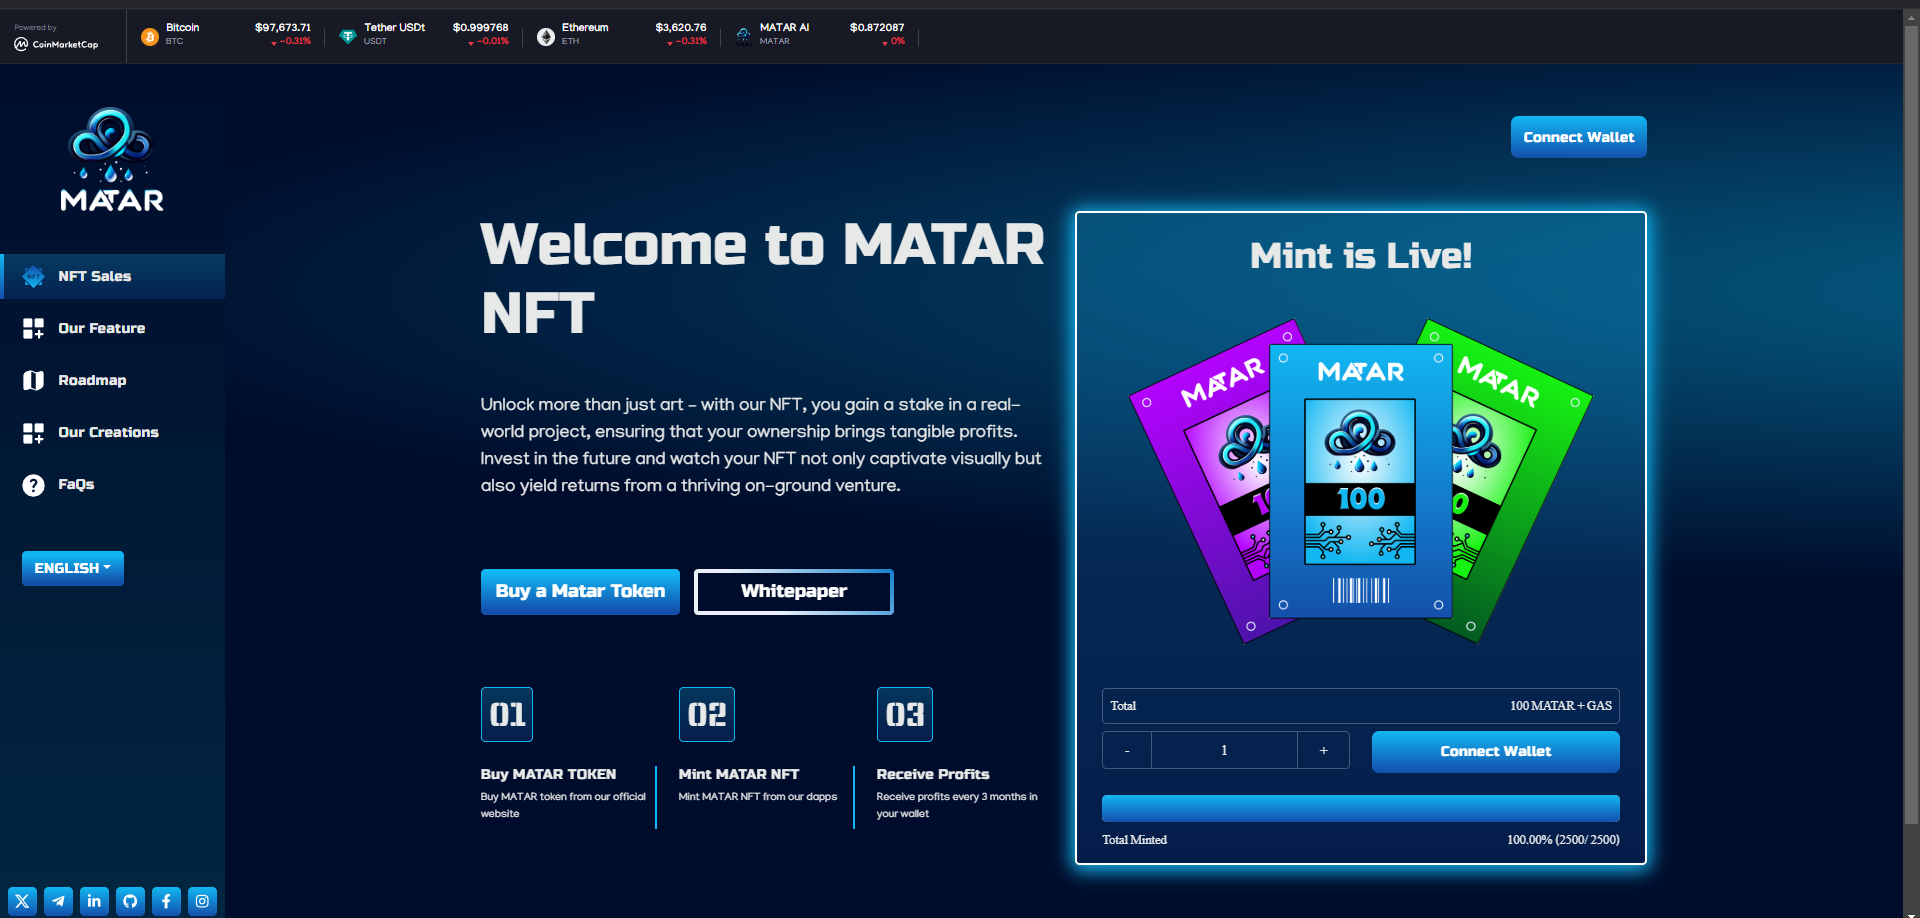 Powered by
CoinMarketCap
Bitcoin $97,673.71
BTC -0.31%
Tether USDt $0.999768
USDT -0.01%
Ethereum $3,620.76
ETH -0.31%
MATAR AI $0.872087
MATAR 0%
MATAR
Connect Wallet
NFT Sales
Our Feature
Roadmap
Our Creations
FaQs
ENGLISH
Welcome to MATAR
NFT
Unlock more than just art – with our NFT, you gain a stake in a real-
world project, ensuring that your ownership brings tangible profits.
Invest in the future and watch your NFT not only captivate visually but
also yield returns from a thriving on-ground venture.
Buy a Matar Token
Whitepaper
01
Buy MATAR TOKEN
Buy MATAR token from our official
website
02
Mint MATAR NFT
Mint MATAR NFT from our dapps
03
Receive Profits
Receive profits every 3 months in
your wallet
Mint is Live!
MATAR
MATAR
100
MATAR
Total 100 MATAR + GAS
- 1 +
Connect Wallet
Total Minted 100.00% (2500/ 2500)